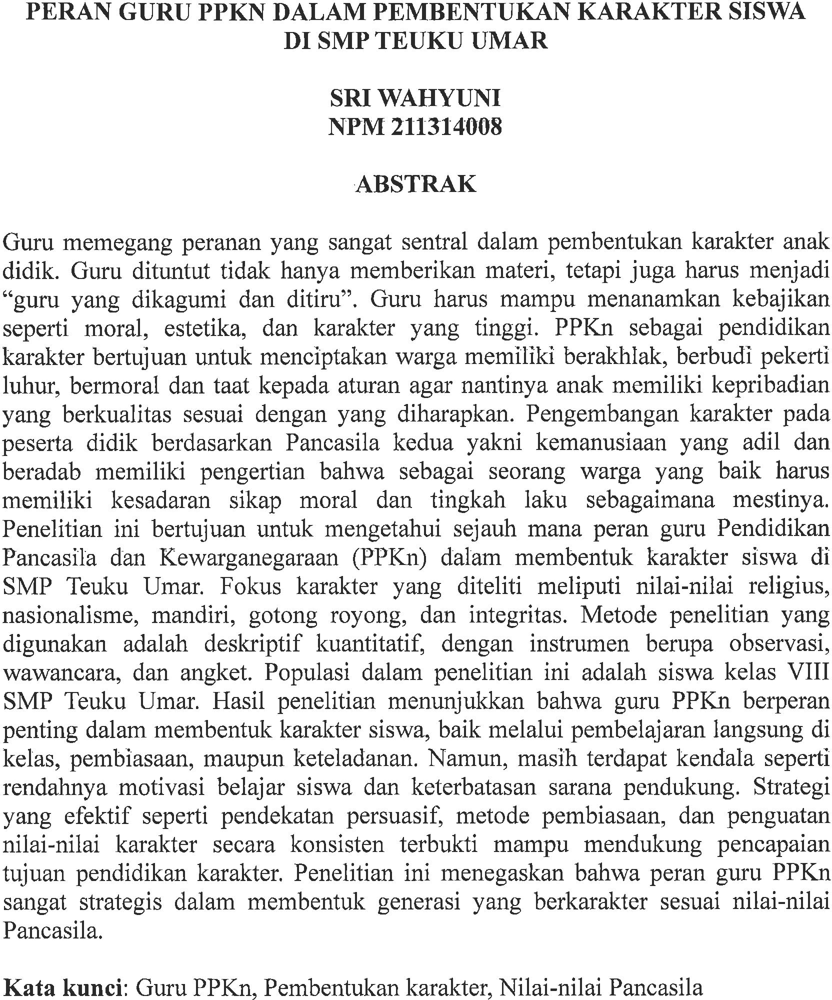 PERAN GURU PPKN DALAM PEMBENTUKAN KARAKTER SISWA
DI SMP TEUKU UMAR
SRI WAHYUNI
NPM 211314008
ABSTRAK
Guru memegang peranan yang sangat sentral dalam pembentukan karakter anak
didik. Guru dituntut tidak hanya memberikan materi, tetapi juga harus menjadi
“guru yang dikagumi dan ditiru”. Guru harus mampu menanamkan kebajikan
seperti moral, estetika, dan karakter yang tinggi. PPKn sebagai pendidikan
karakter bertujuan untuk menciptakan warga memiliki berakhlak, berbudi pekerti
luhur, bermoral dan taat kepada aturan agar nantinya anak memiliki kepribadian
yang berkualitas sesuai dengan yang diharapkan. Pengembangan karakter pada
peserta didik berdasarkan Pancasila kedua yakni kemanusiaan yang adil dan
beradab memiliki pengertian bahwa sebagai seorang warga yang baik harus
memiliki kesadaran sikap moral dan tingkah laku sebagaimana mestinya.
Penelitian ini bertujuan untuk mengetahui sejauh mana peran guru Pendidikan
Pancasila dan Kewarganegaraan (PPKn) dalam membentuk karakter siswa di
SMP Teuku Umar. Fokus karakter yang diteliti meliputi nilai-nilai religius,
nasionalisme, mandiri, gotong royong, dan integritas. Metode penelitian yang
digunakan adalah deskriptif kuantitatif, dengan instrumen berupa observasi,
wawancara, dan angket. Populasi dalam penelitian ini adalah siswa kelas VIII
SMP Teuku Umar. Hasil penelitian menunjukkan bahwa guru PPKn berperan
penting dalam membentuk karakter siswa, baik melalui pembelajaran langsung di
kelas, pembiasaan, maupun keteladanan. Namun, masih terdapat kendala seperti
rendahnya motivasi belajar siswa dan keterbatasan sarana pendukung. Strategi
yang efektif seperti pendekatan persuasif, metode pembiasaan, dan penguatan
nilai-nilai karakter secara konsisten terbukti mampu mendukung pencapaian
tujuan pendidikan karakter. Penelitian ini menegaskan bahwa peran guru PPKn
sangat strategis dalam membentuk generasi yang berkarakter sesuai nilai-nilai
Pancasila.
Kata kunci: Guru PPKn, Pembentukan karakter, Nilai-nilai Pancasila